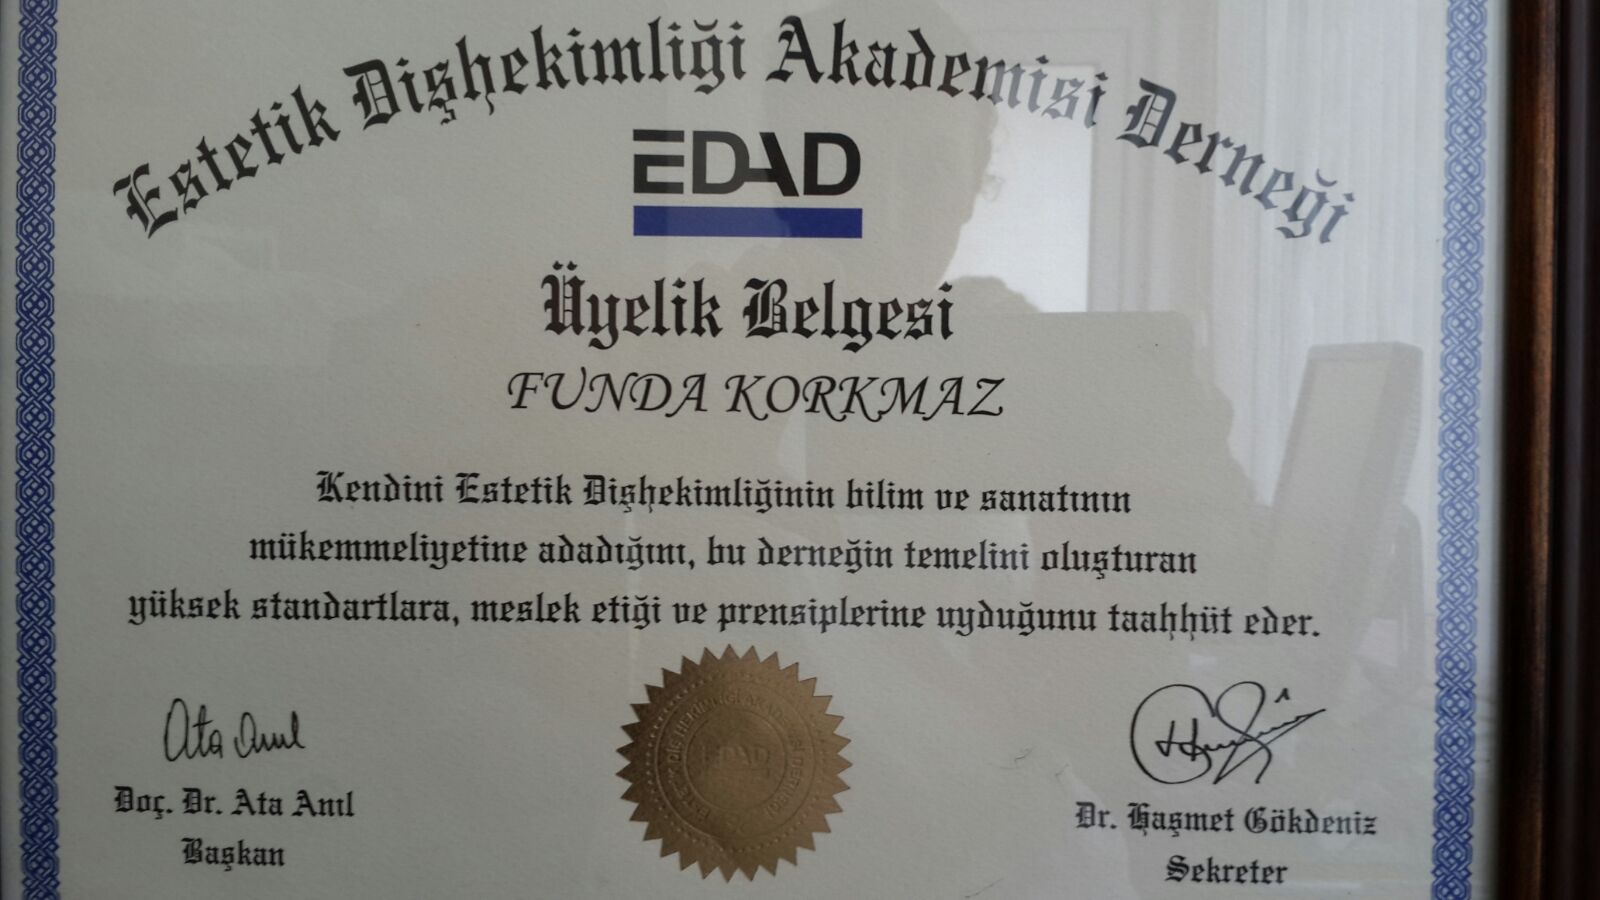 Estetik Dişhekimliği Akademisi Derneği
EDAD
Üyelik Belgesi
FUNDA KORKMAZ
Kendini Estetik Dişhekimliğinin bilim ve sanatının
mükemmeliyetine adadığını, bu derneğin temelini oluşturan
yüksek standartlara, meslek etiği ve prensiplerine uyduğunu taahhüt eder.
Ata Anıl
Doç. Dr. Ata Anıl
Başkan
EDAD
Dr. Haşmet Gökdeniz
Sekreter